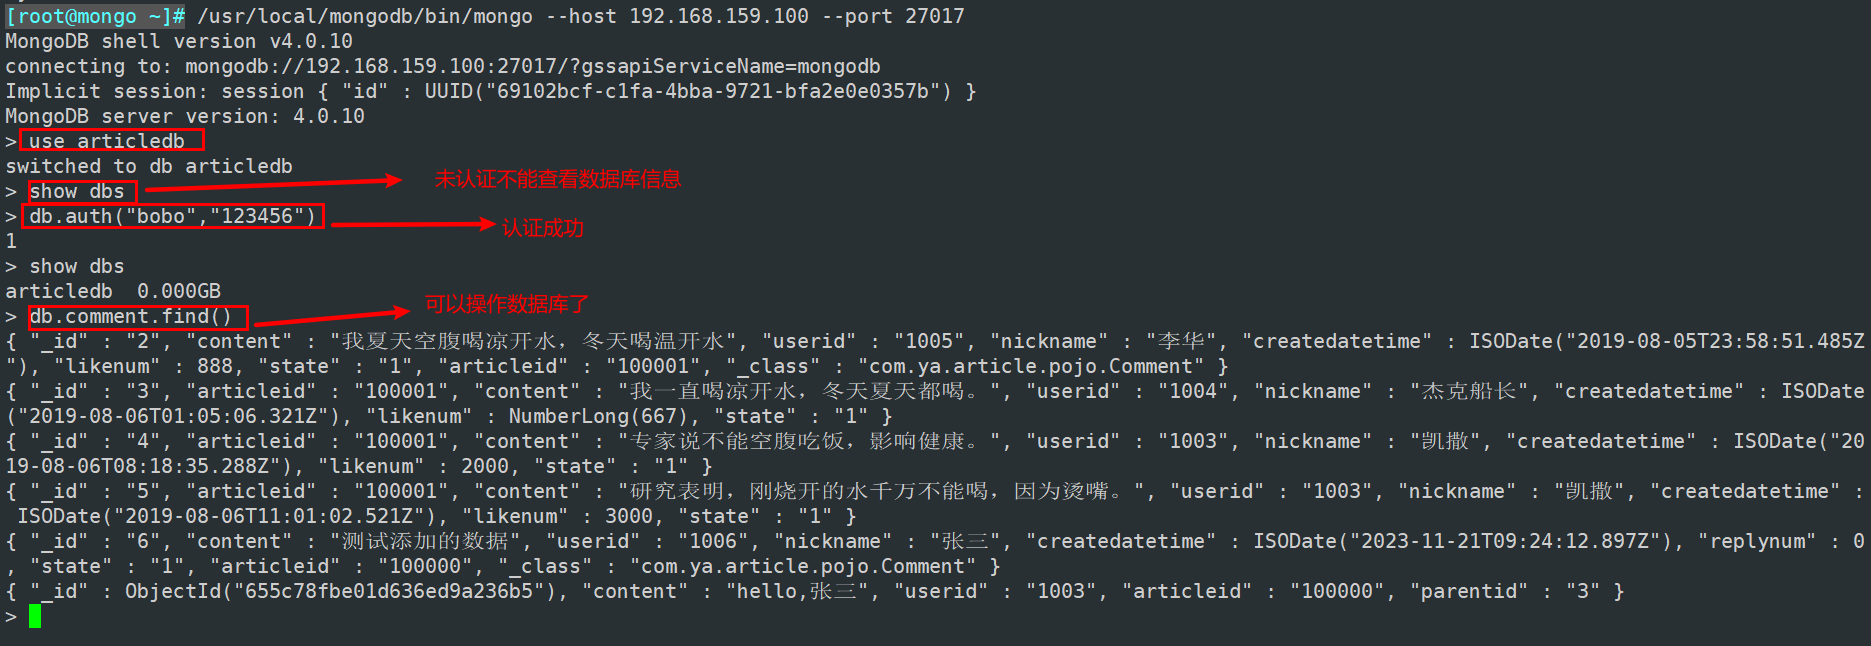 [root@mongo ~]# /usr/local/mongodb/bin/mongo --host 192.168.159.100 --port 27017
MongoDB shell version v4.0.10
connecting to: mongodb://192.168.159.100:27017/?gssapiServiceName=mongodb
Implicit session: session { "id" : UUID("69102bcf-c1fa-4bba-9721-bfa2e0e0357b") }
MongoDB server version: 4.0.10
> use articledb
switched to db articledb
> show dbs 未认证不能查看数据库信息
> db.auth("bobo","123456") 认证成功
1
> show dbs
articledb  0.000GB
> db.comment.find() 可以操作数据库了
{ "_id" : "2", "content" : "我夏天空腹喝凉开水，冬天喝温开水", "userid" : "1005", "nickname" : "李华", "createdatetime" : ISODate("2019-08-05T23:58:51.485Z
"), "likenum" : 888, "state" : "1", "articleid" : "100001", "_class" : "com.ya.article.pojo.Comment" }
{ "_id" : "3", "articleid" : "100001", "content" : "我一直喝凉开水，冬天夏天都喝。", "userid" : "1004", "nickname" : "杰克船长", "createdatetime" : ISODate
("2019-08-06T01:05:06.321Z"), "likenum" : NumberLong(667), "state" : "1" }
{ "_id" : "4", "articleid" : "100001", "content" : "专家说不能空腹吃饭，影响健康。", "userid" : "1003", "nickname" : "凯撒", "createdatetime" : ISODate("20
19-08-06T08:18:35.288Z"), "likenum" : 2000, "state" : "1" }
{ "_id" : "5", "articleid" : "100001", "content" : "研究表明，刚烧开的水千万不能喝，因为烫嘴。", "userid" : "1003", "nickname" : "凯撒", "createdatetime" :
 ISODate("2019-08-06T11:01:02.521Z"), "likenum" : 3000, "state" : "1" }
{ "_id" : "6", "content" : "测试添加的数据", "userid" : "1006", "nickname" : "张三", "createdatetime" : ISODate("2023-11-21T09:24:12.897Z"), "replynum" : 0
, "state" : "1", "articleid" : "100000", "_class" : "com.ya.article.pojo.Comment" }
{ "_id" : ObjectId("655c78fbe01d636ed9a236b5"), "content" : "hello,张三", "userid" : "1003", "articleid" : "100000", "parentid" : "3" }
>